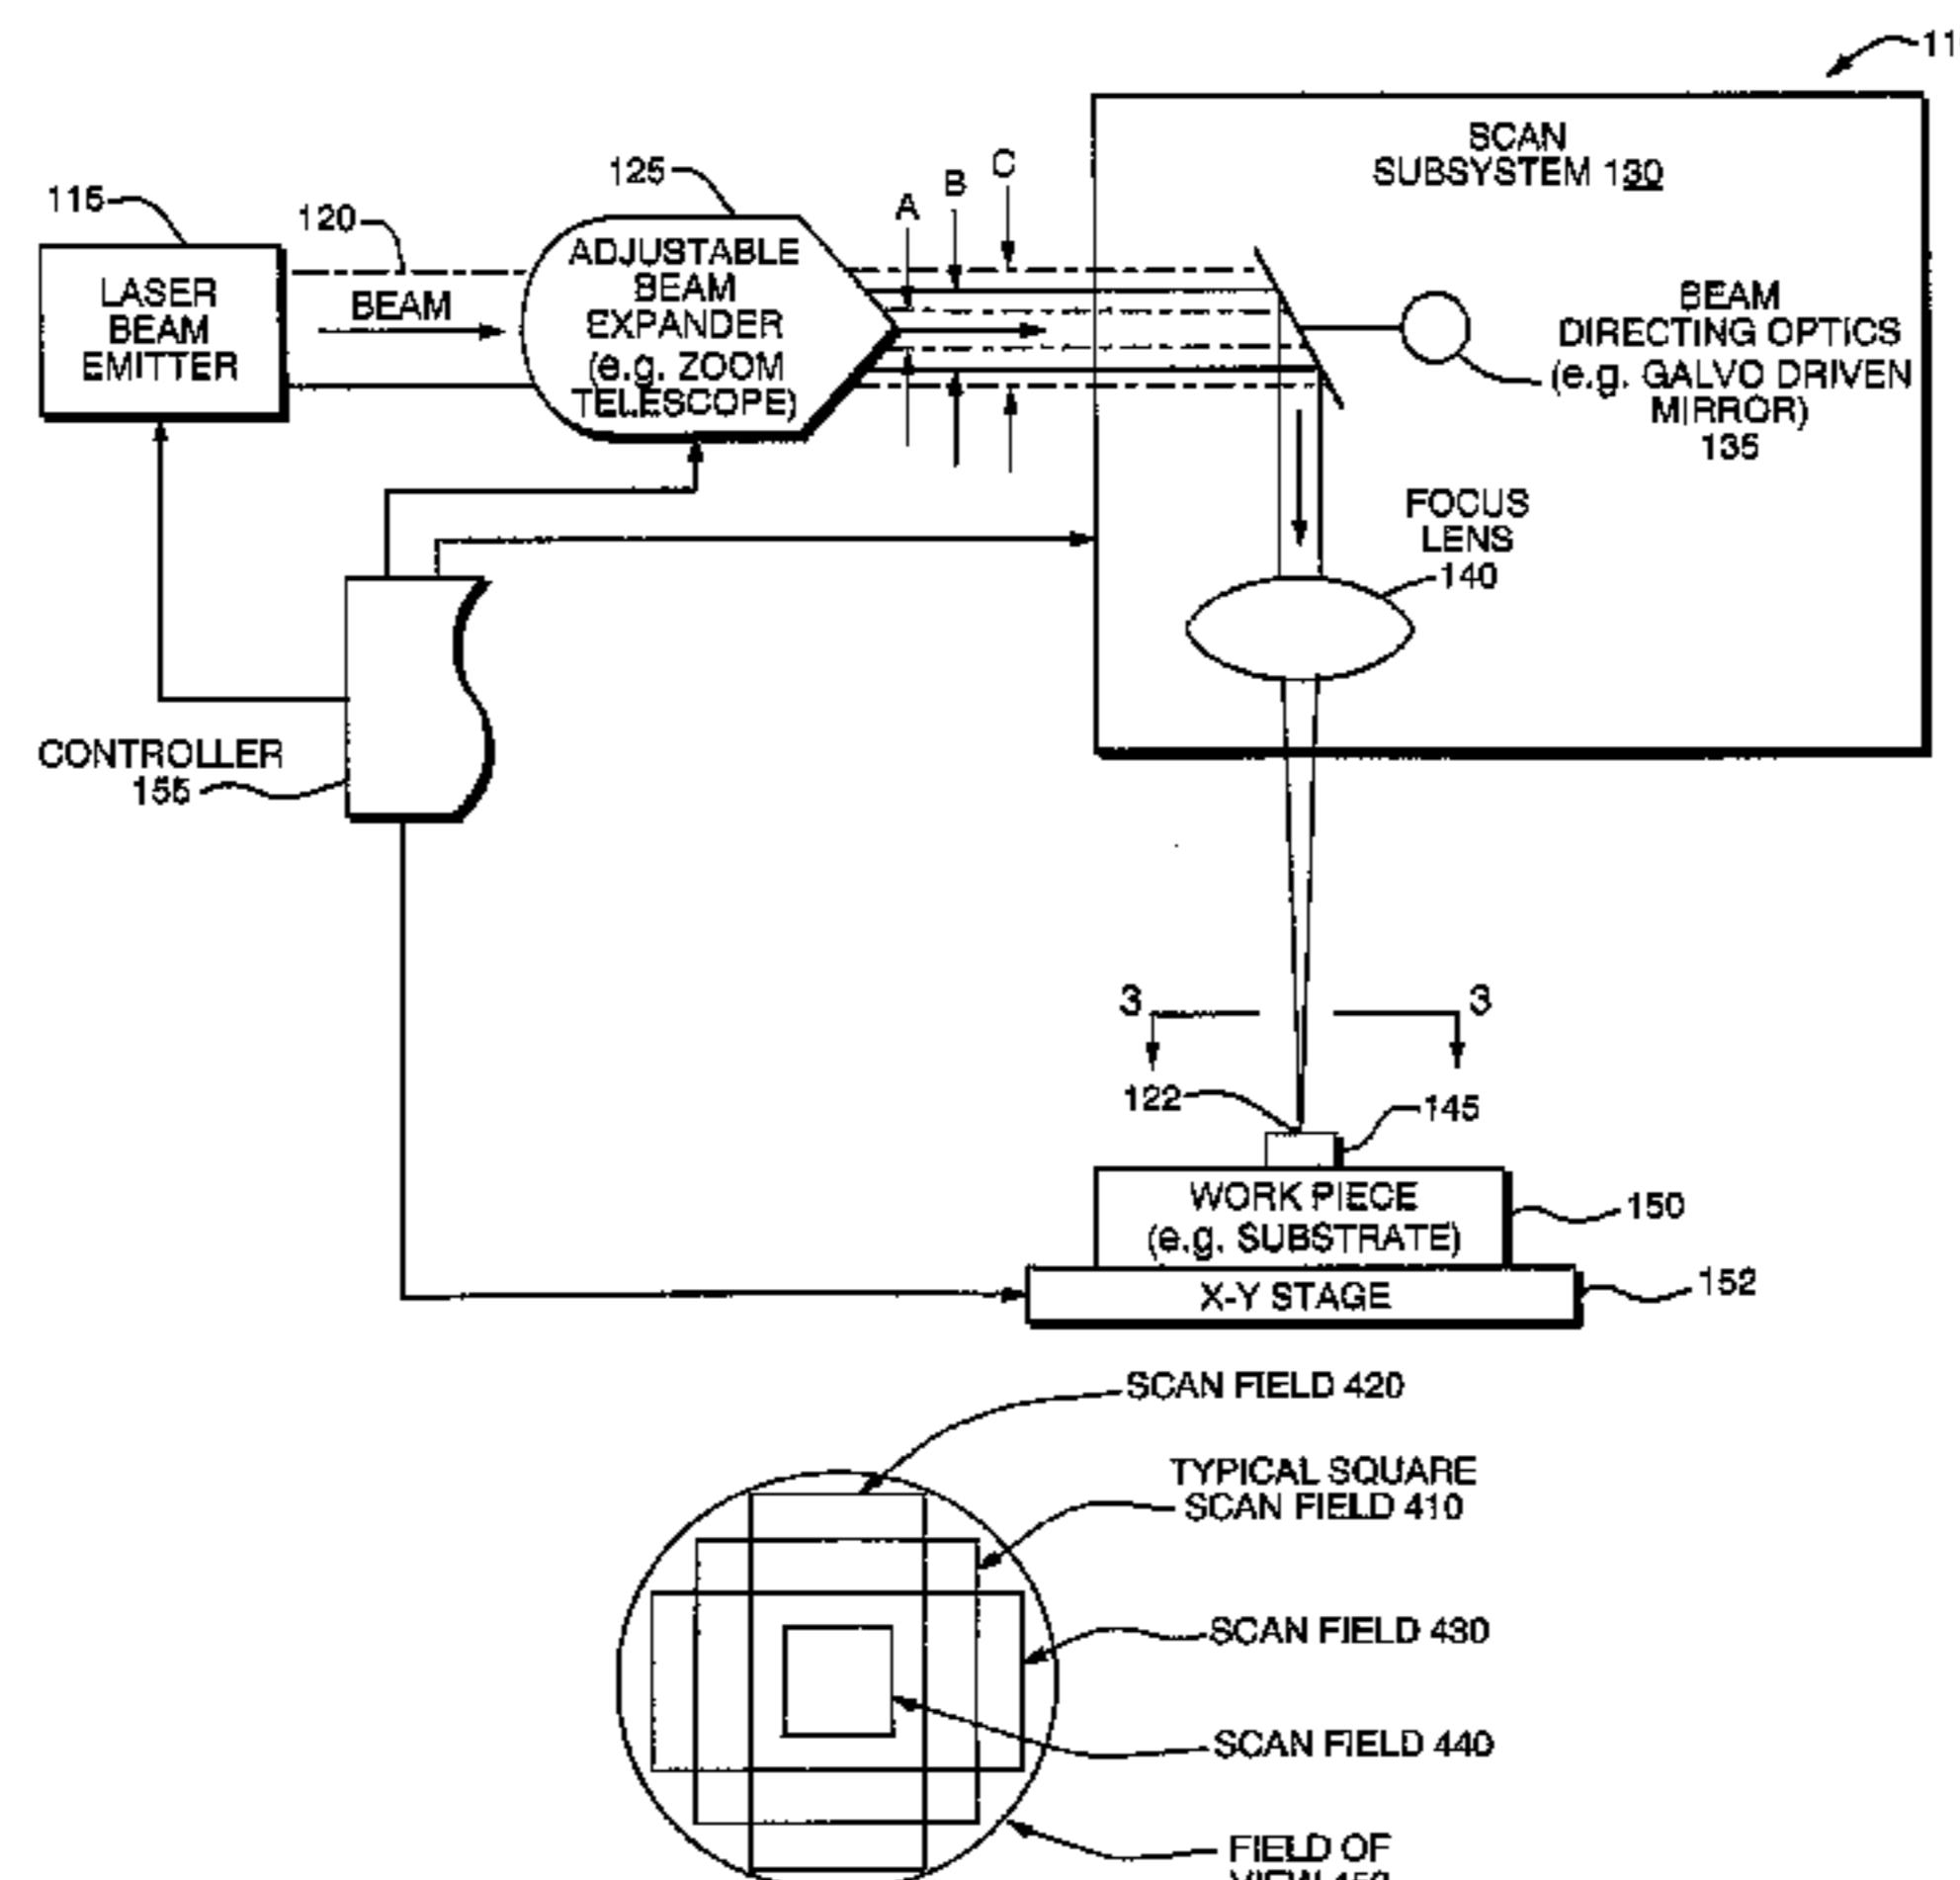 11
SCAN
SUBSYSTEM 130
115
120
125
A
B
C
LASER
BEAM
EMITTER
BEAM
ADJUSTABLE
BEAM
EXPANDER
(e.g. ZOOM
TELESCOPE)
BEAM
DIRECTING OPTICS
(e.g. GALVO DRIVEN
MIRROR)
135
FOCUS
LENS
140
CONTROLLER
155
3
3
122
145
WORK PIECE
(e.g. SUBSTRATE)
150
X-Y STAGE
152
SCAN FIELD 420
TYPICAL SQUARE
SCAN FIELD 410
SCAN FIELD 430
SCAN FIELD 440
FIELD OF
VIEW